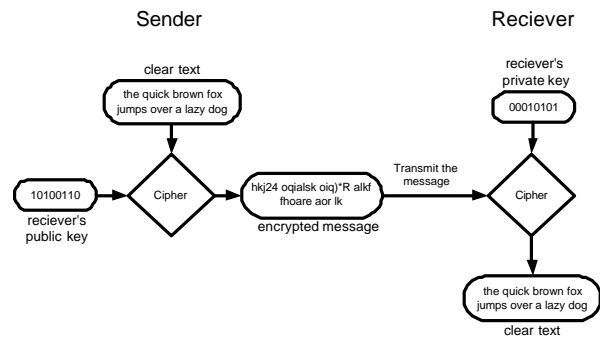 Sender
Reciever
clear text
the quick brown fox
jumps over a lazy dog
10100110
reciever's
public key
Cipher
hkj24 oqialsk oiq)*R alkf
fhoare aor lk
encrypted message
Transmit the
message
reciever's
private key
00010101
Cipher
the quick brown fox
jumps over a lazy dog
clear text